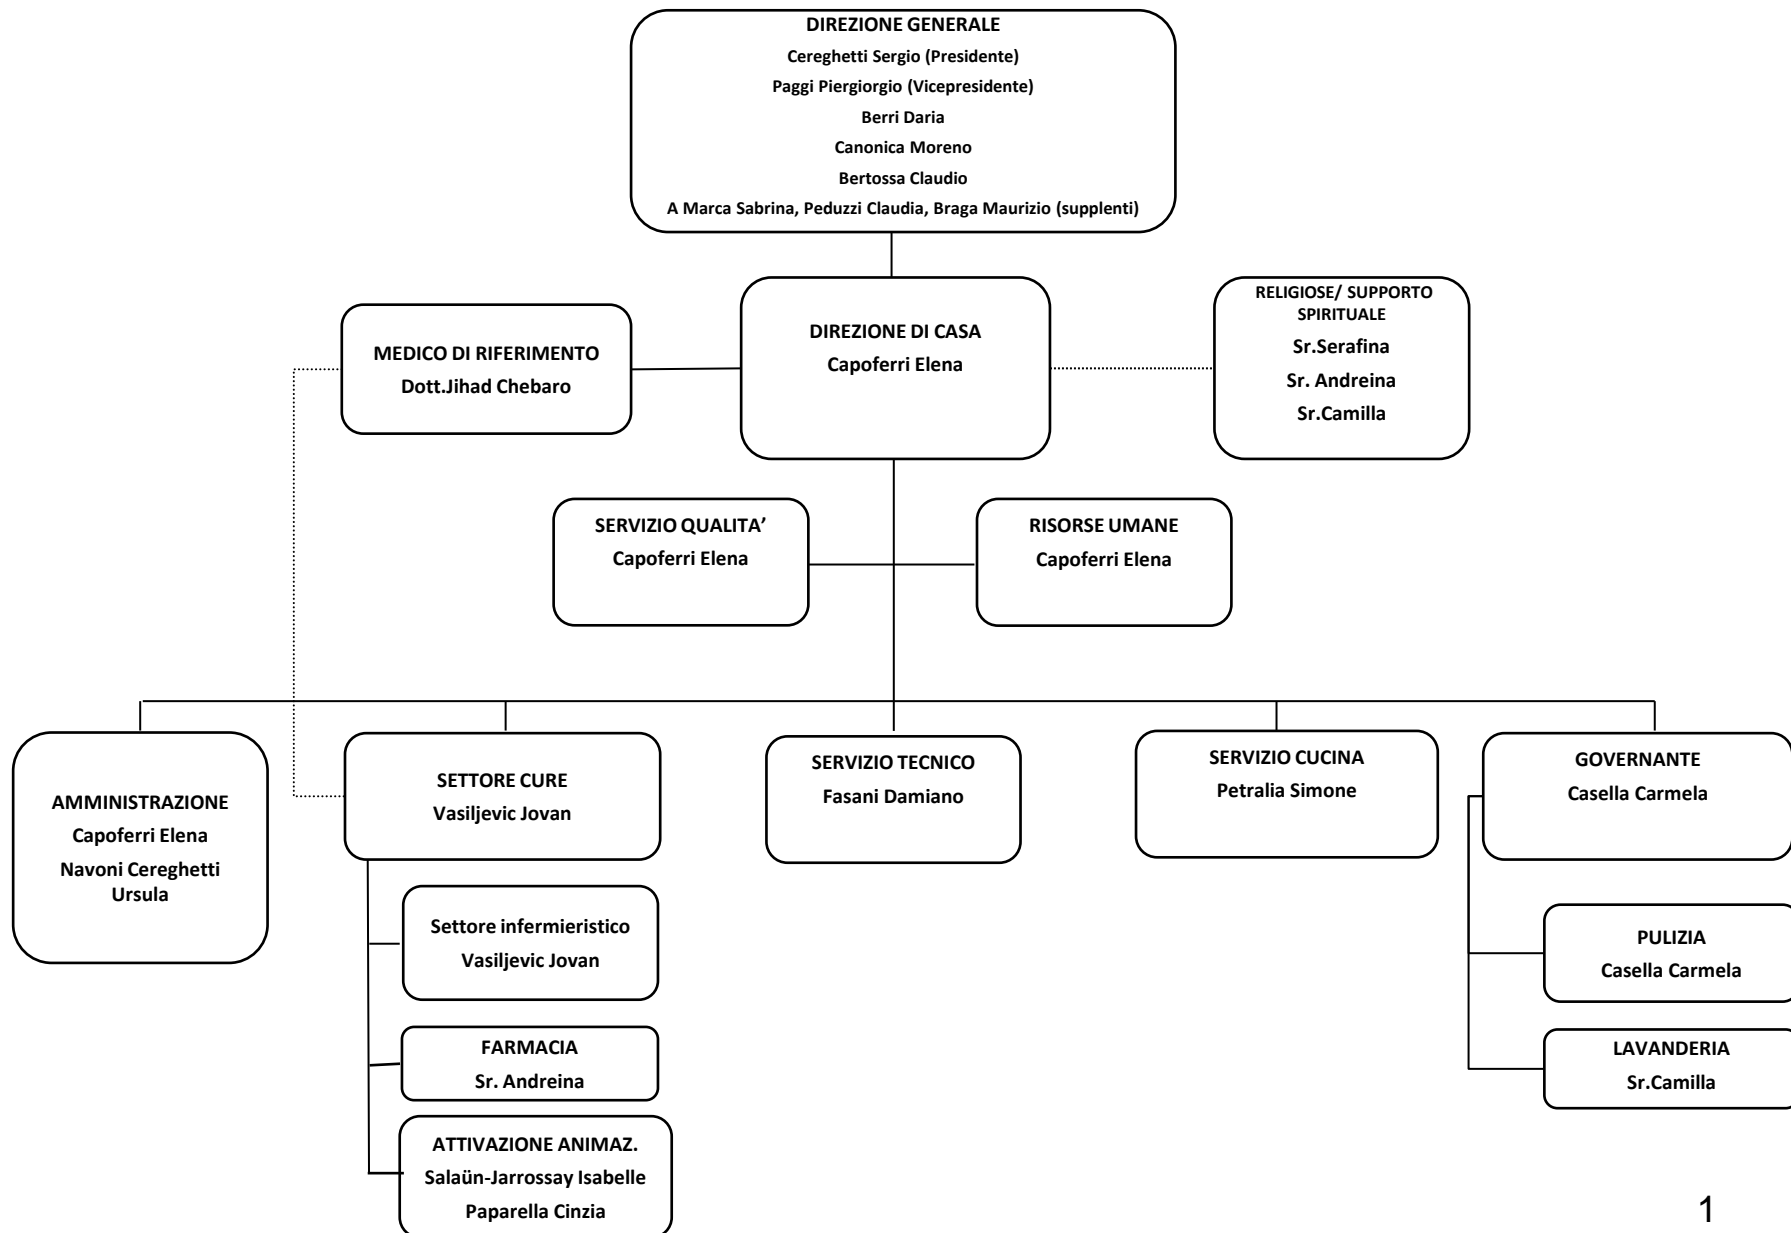 DIREZIONE GENERALE
Cereghetti Sergio (Presidente)
Paggi Piergiorgio (Vicepresidente)
Berri Daria
Canonica Moreno
Bertossa Claudio
A Marca Sabrina, Peduzzi Claudia, Braga Maurizio (supplenti)
MEDICO DI RIFERIMENTO
Dott.Jihad Chebaro
DIREZIONE DI CASA
Capoferri Elena
RELIGIOSE/ SUPPORTO
SPIRITUALE
Sr.Serafina
Sr. Andreina
Sr.Camilla
SERVIZIO QUALITA’
Capoferri Elena
RISORSE UMANE
Capoferri Elena
AMMINISTRAZIONE
Capoferri Elena
Navoni Cereghetti
Ursula
SETTORE CURE
Vasiljevic Jovan
SERVIZIO TECNICO
Fasani Damiano
SERVIZIO CUCINA
Petralia Simone
GOVERNANTE
Casella Carmela
Settore infermieristico
Vasiljevic Jovan
FARMACIA
Sr. Andreina
ATTIVAZIONE ANIMAZ.
Salaün-Jarrossay Isabelle
Paparella Cinzia
PULIZIA
Casella Carmela
LAVANDERIA
Sr.Camilla
1